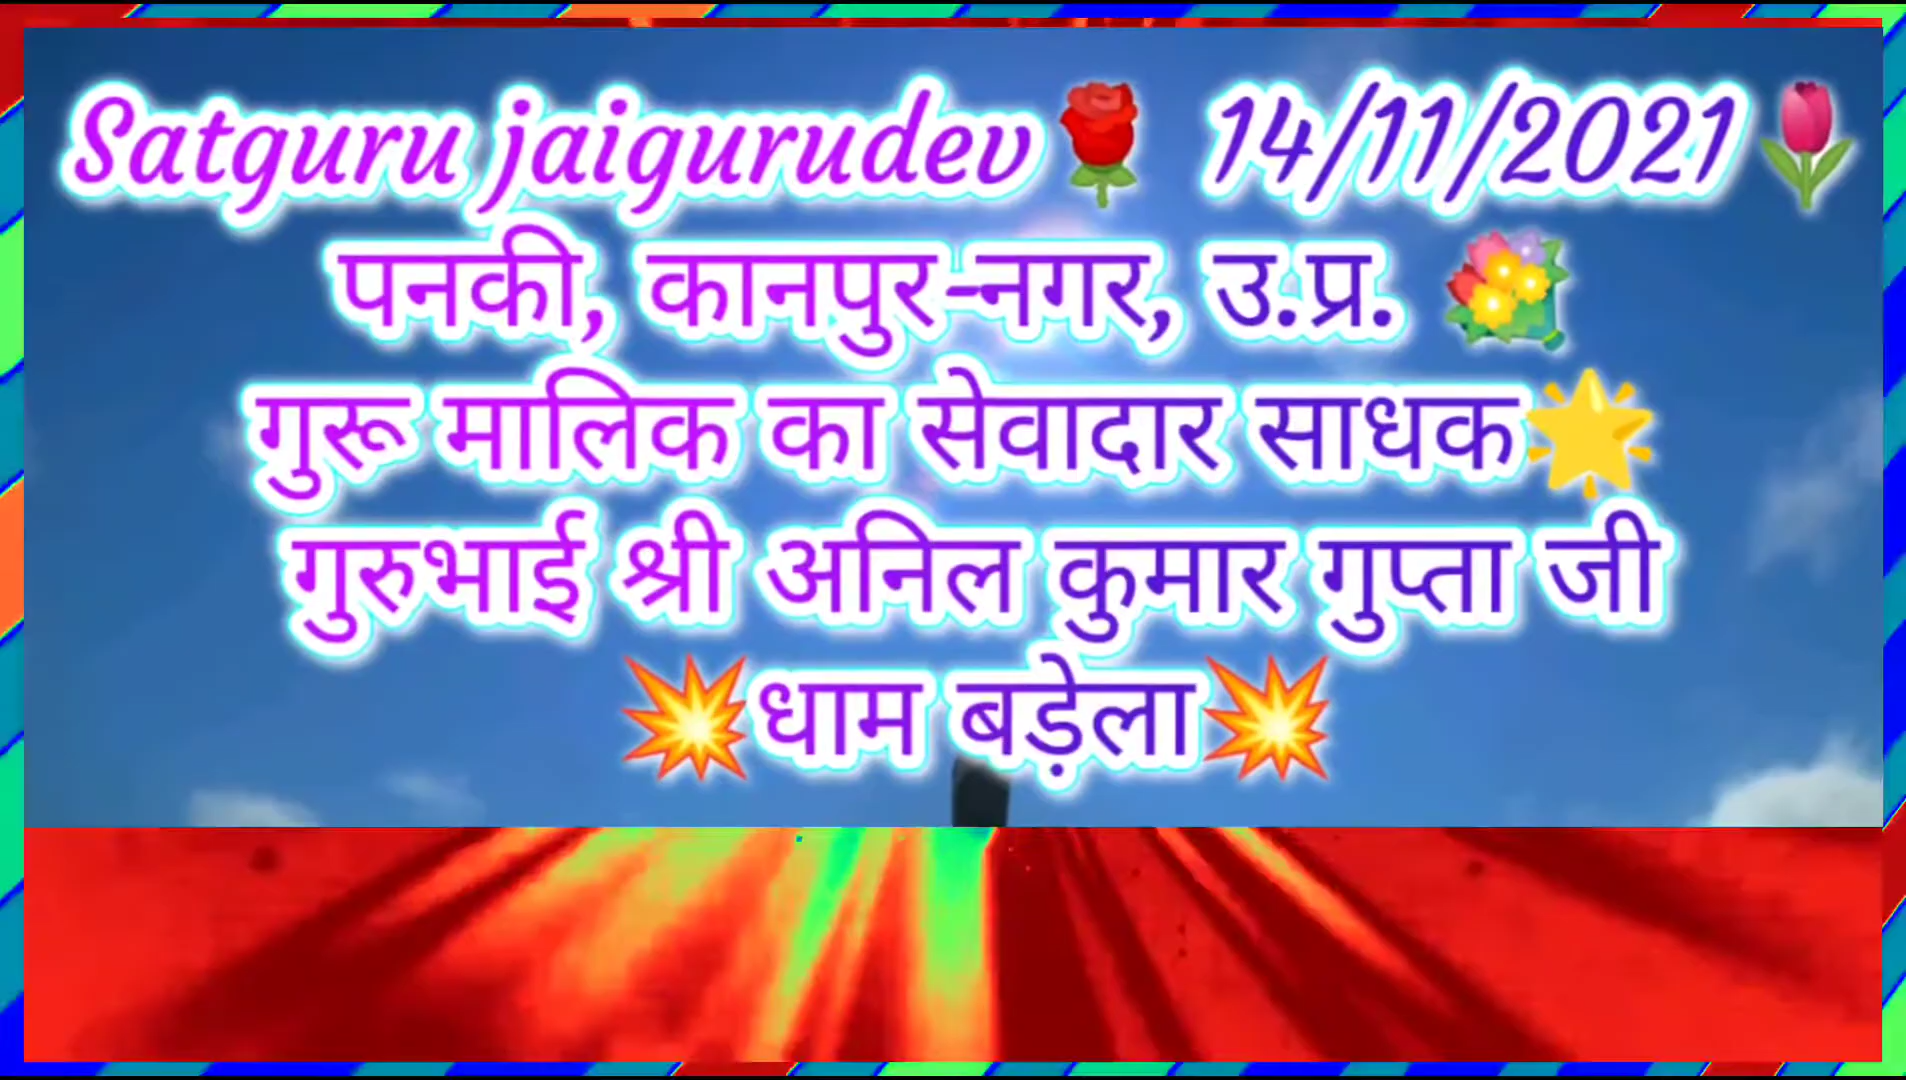 Satguru jaigurudev🌹 14/11/2021🌷
पनकी, कानपुर-नगर, उ.प्र. 💐
गुरू मालिक का सेवादार साधक🌟
गुरुभाई श्री अनिल कुमार गुप्ता जी
💥धाम बड़ेला💥